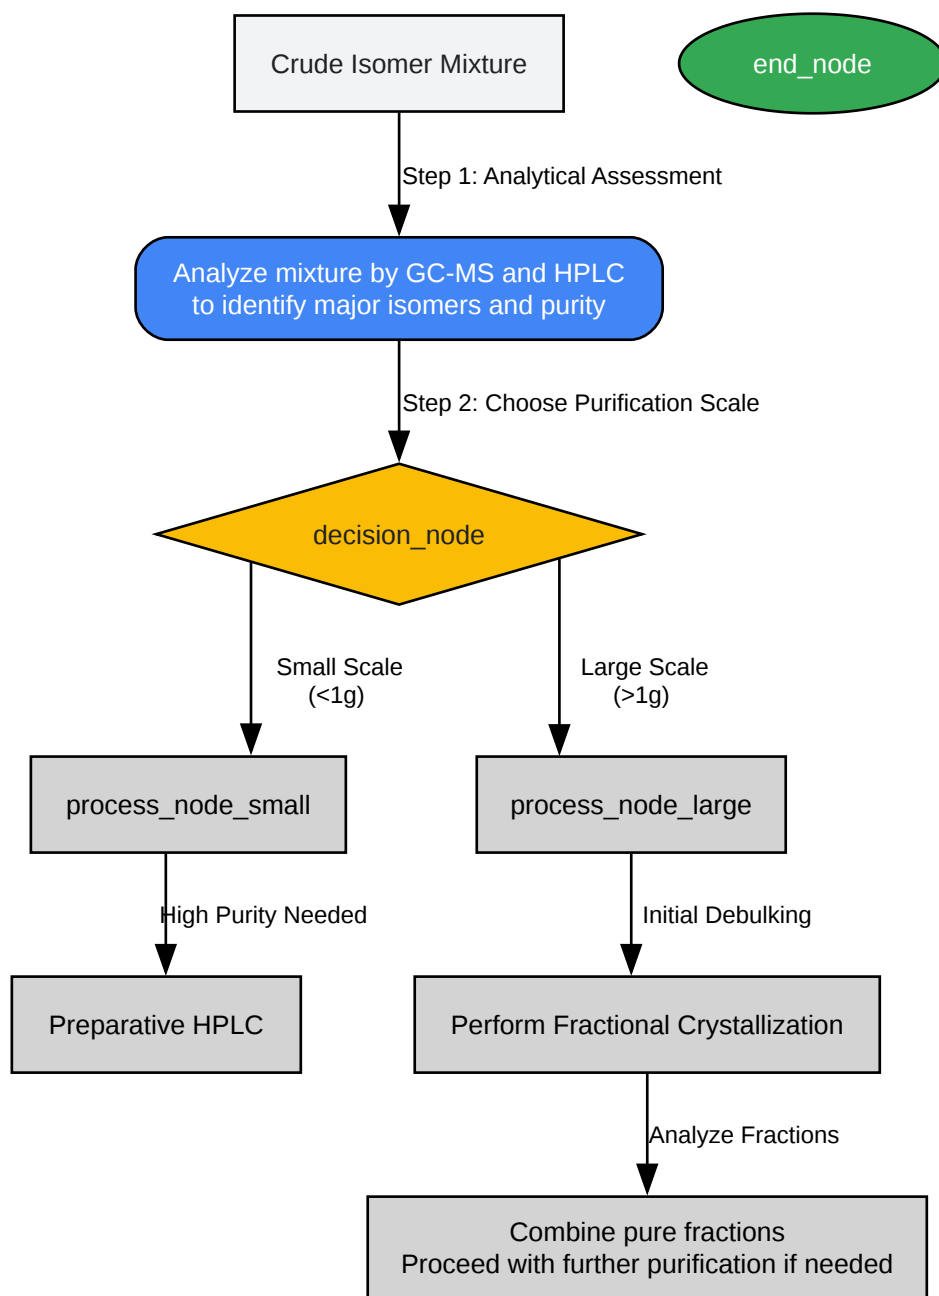 Crude Isomer Mixture
end_node
Step 1: Analytical Assessment
Analyze mixture by GC-MS and HPLC
to identify major isomers and purity
Step 2: Choose Purification Scale
decision_node
Small Scale
(<1g)
Large Scale
(>1g)
process_node_small
process_node_large
High Purity Needed
Initial Debulking
Preparative HPLC
Perform Fractional Crystallization
Analyze Fractions
Combine pure fractions
Proceed with further purification if needed